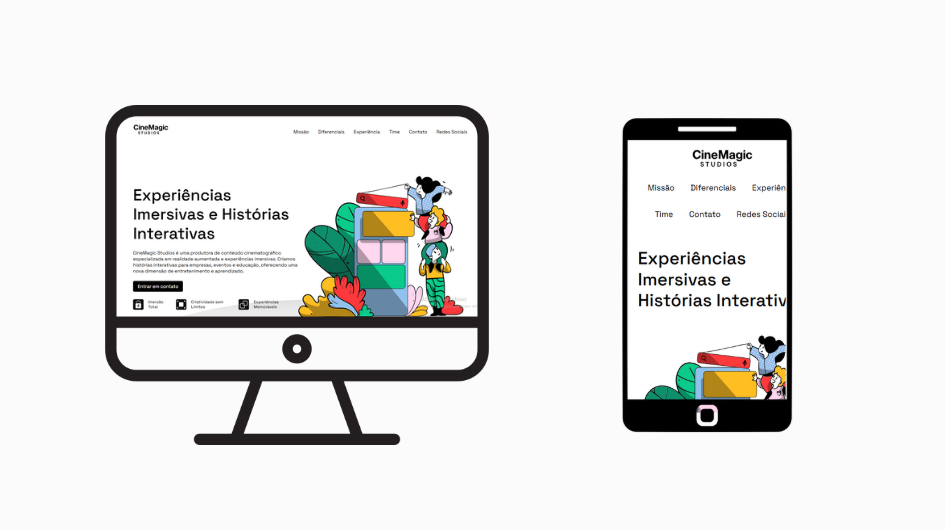 CineMagic
STUDIOS
Missão Diferenciais Experiência Time Contato Redes Sociais
Experiências
Imersivas e Histórias
Interativas
CineMagic Studios é uma produtora de conteúdo cinematográfico
especializada em realidade aumentada e experiências imersivas. Criamos
histórias interativas para empresas, eventos e educação, oferecendo uma
nova dimensão de entretenimento e aprendizado.
Entrar em contato
Imersão
Total
Criatividade sem
Limites
Experiências
Memoráveis
CineMagic
STUDIOS
Missão Diferenciais Experiên
Time Contato Redes Sociai
Experiências
Imersivas e
Histórias Interativ